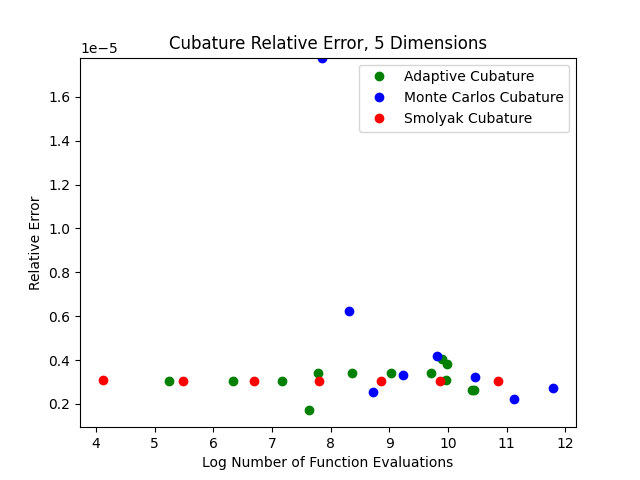 Cubature Relative Error, 5 Dimensions
1e−5
Adaptive Cubature
Monte Carlos Cubature
Smolyak Cubature
1.6
1.4
1.2
1.0
0.8
0.6
0.4
0.2
Relative Error
4 5 6 7 8 9 10 11 12
Log Number of Function Evaluations